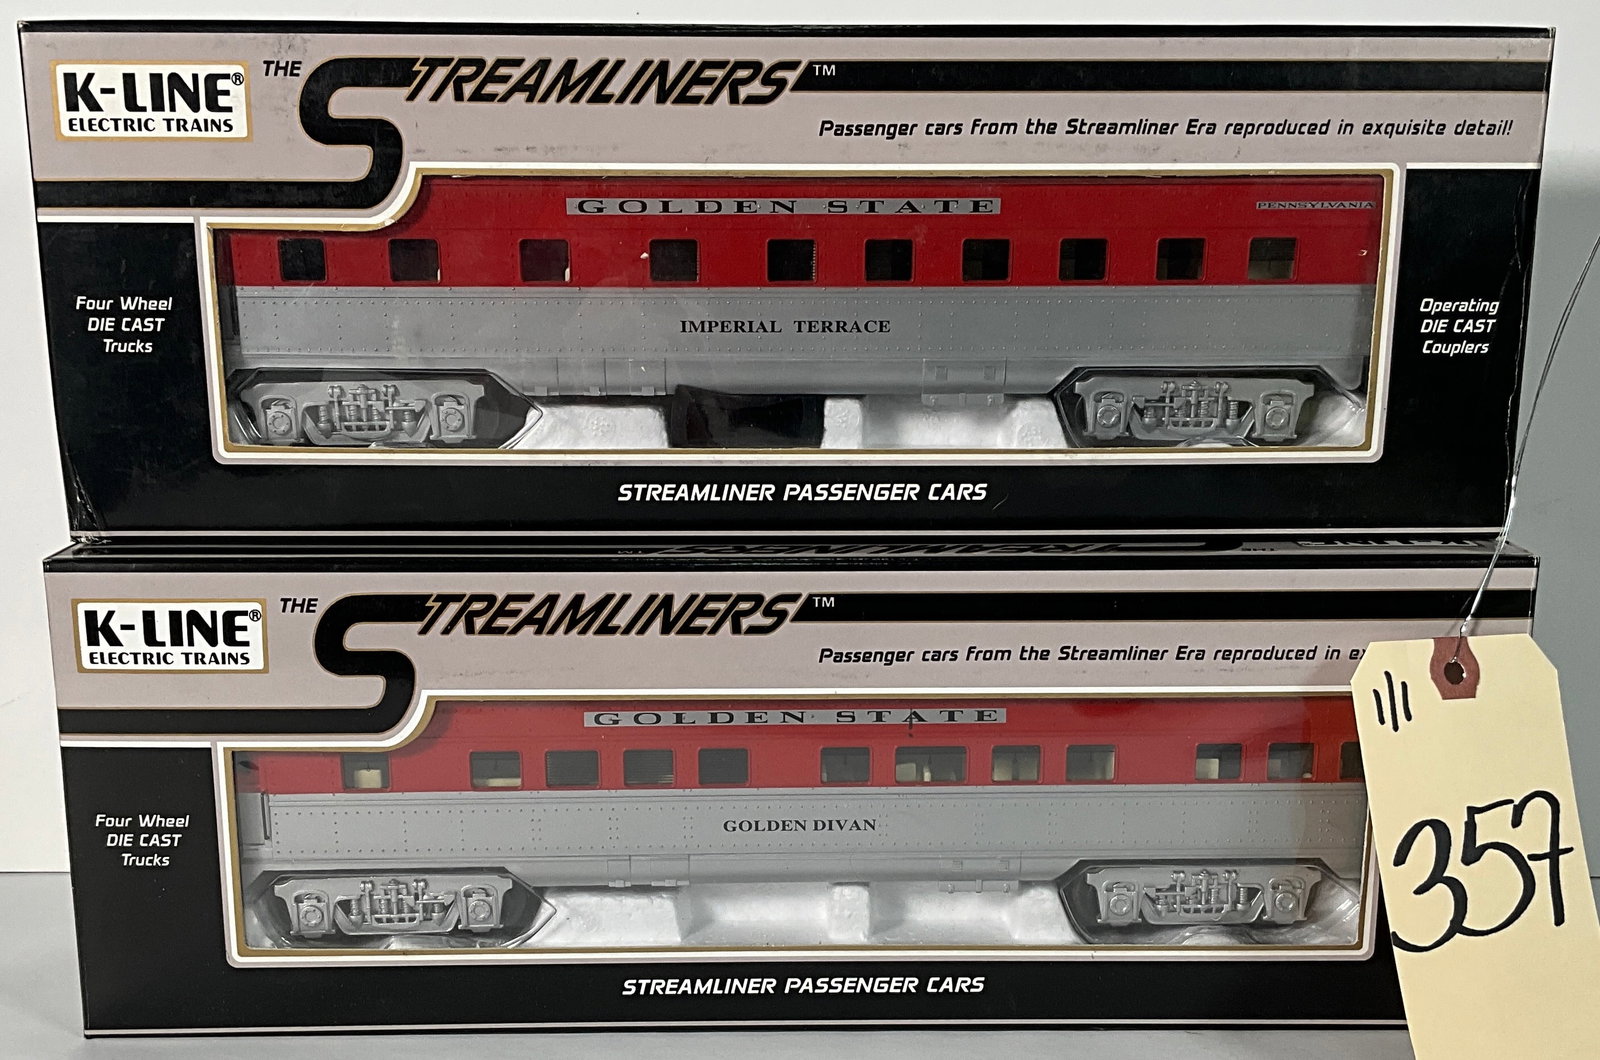 K-LINE®
ELECTRIC TRAINS
THE STREAMLINERS™
Passenger cars from the Streamliner Era reproduced in exquisite detail!
GOLDEN STATE
PENNSYLVANIA
Four Wheel
DIE CAST
Trucks
IMPERIAL TERRACE
Operating
DIE CAST
Couplers
STREAMLINER PASSENGER CARS
THE STREAMLINERS™
K-LINE®
ELECTRIC TRAINS
THE STREAMLINERS™
Passenger cars from the Streamliner Era reproduced in ex
GOLDEN STATE
Four Wheel
DIE CAST
Trucks
GOLDEN DIVAN
STREAMLINER PASSENGER CARS
357